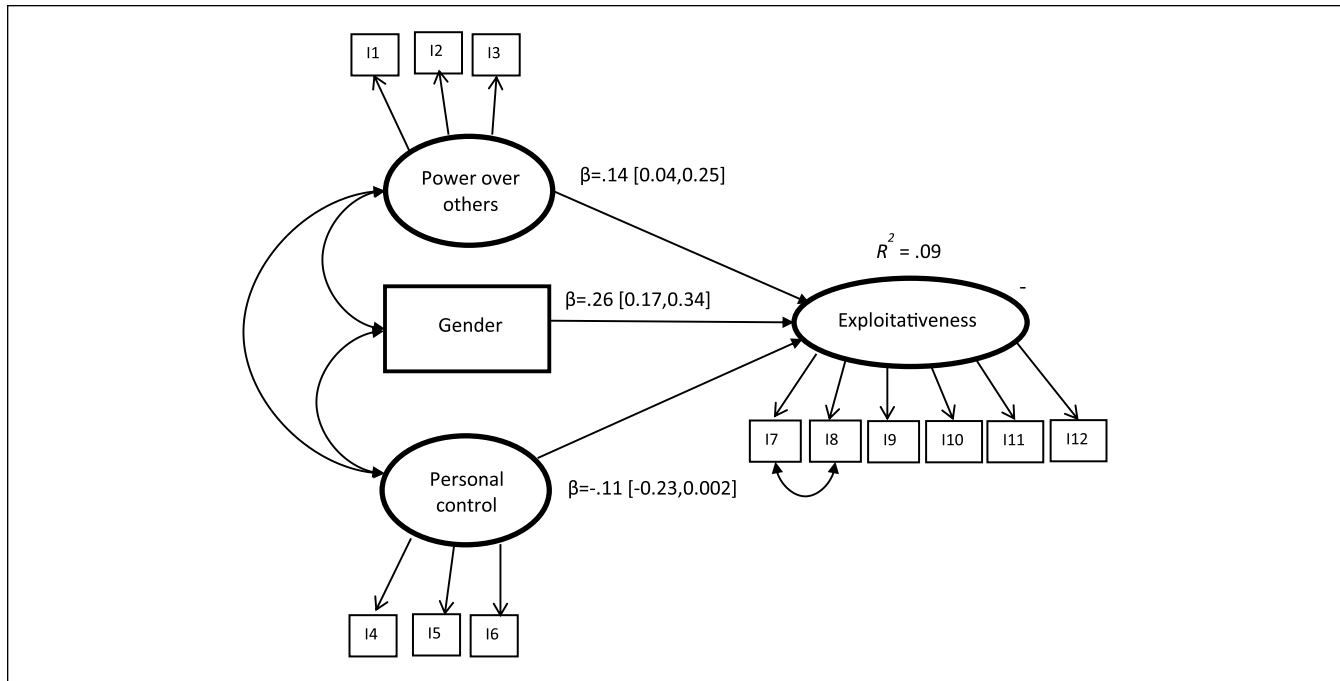 I1
I2
I3
Power over
others
β=.14 [0.04,0.25]
R² = .09
-
Gender
β=.26 [0.17,0.34]
Exploitativeness
I7
I8
I9
I10
I11
I12
Personal
control
β=-.11 [-0.23,0.002]
I4
I5
I6